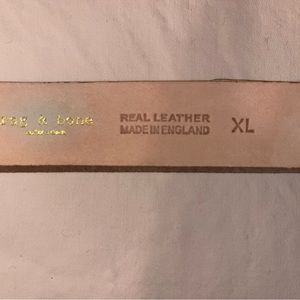 rag & bone
REAL LEATHER
MADE IN ENGLAND
XL